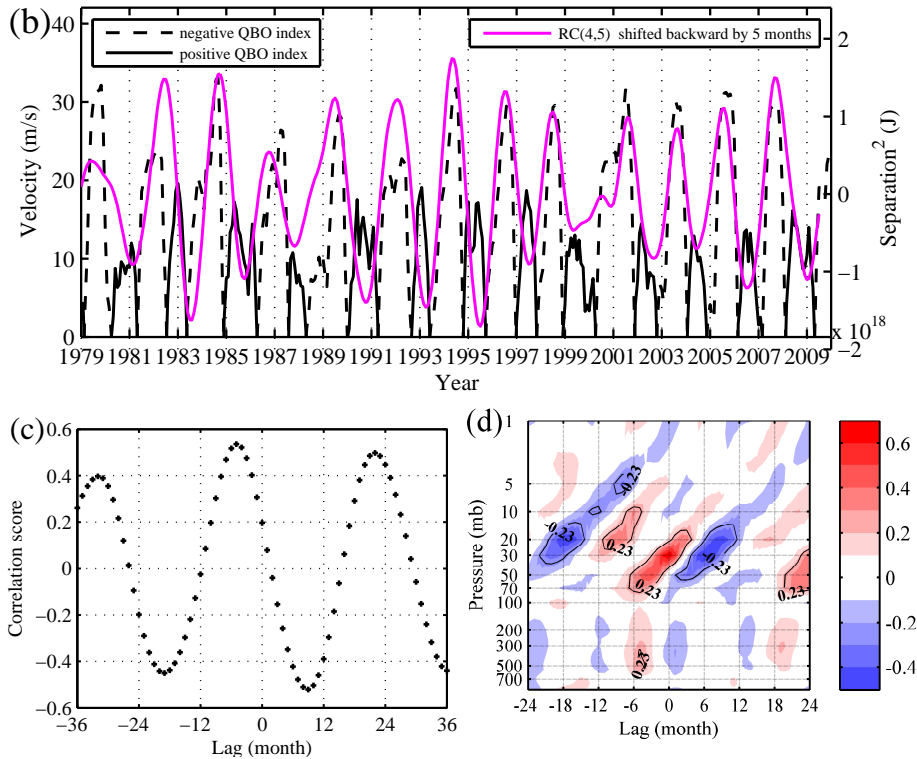 (b)
negative QBO index
positive QBO index
RC(4,5) shifted backward by 5 months
40
30
20
10
0
Velocity (m/s)
2
1
0
−1
−2
x 10^18
Separation² (J)
1979 1981 1983 1985 1987 1989 1991 1993 1995 1997 1999 2001 2003 2005 2007 2009
Year
(c)
0.6
0.4
0.2
0
−0.2
−0.4
−0.6
Correlation score
−36 −24 −12 0 12 24 36
Lag (month)
(d)
1
5
10
20
30
50
70
100
200
300
500
700
Pressure (mb)
-0.23
-0.23
0.23
0.23
-0.23
0.23
0.23
-24 -18 -12 -6 0 6 12 18 24
Lag (month)
0.6
0.4
0.2
0
-0.2
-0.4